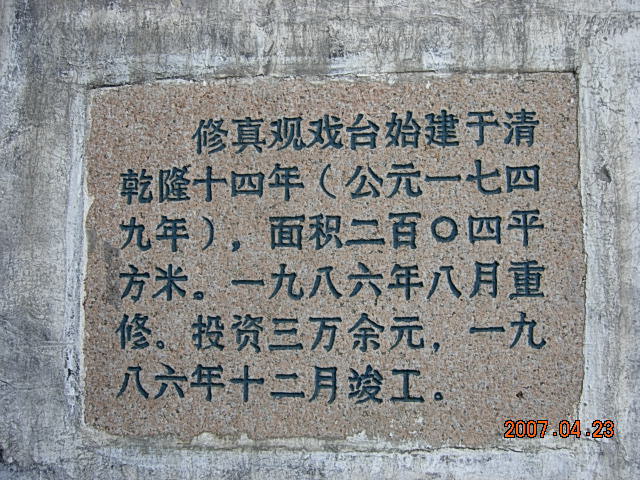 修真观戏台始建于清
乾隆十四年（公元一七四
九年），面积二百〇四平
方米。一九八六年八月重
修。投资三万余元，一九
八六年十二月竣工。
2007.04.23